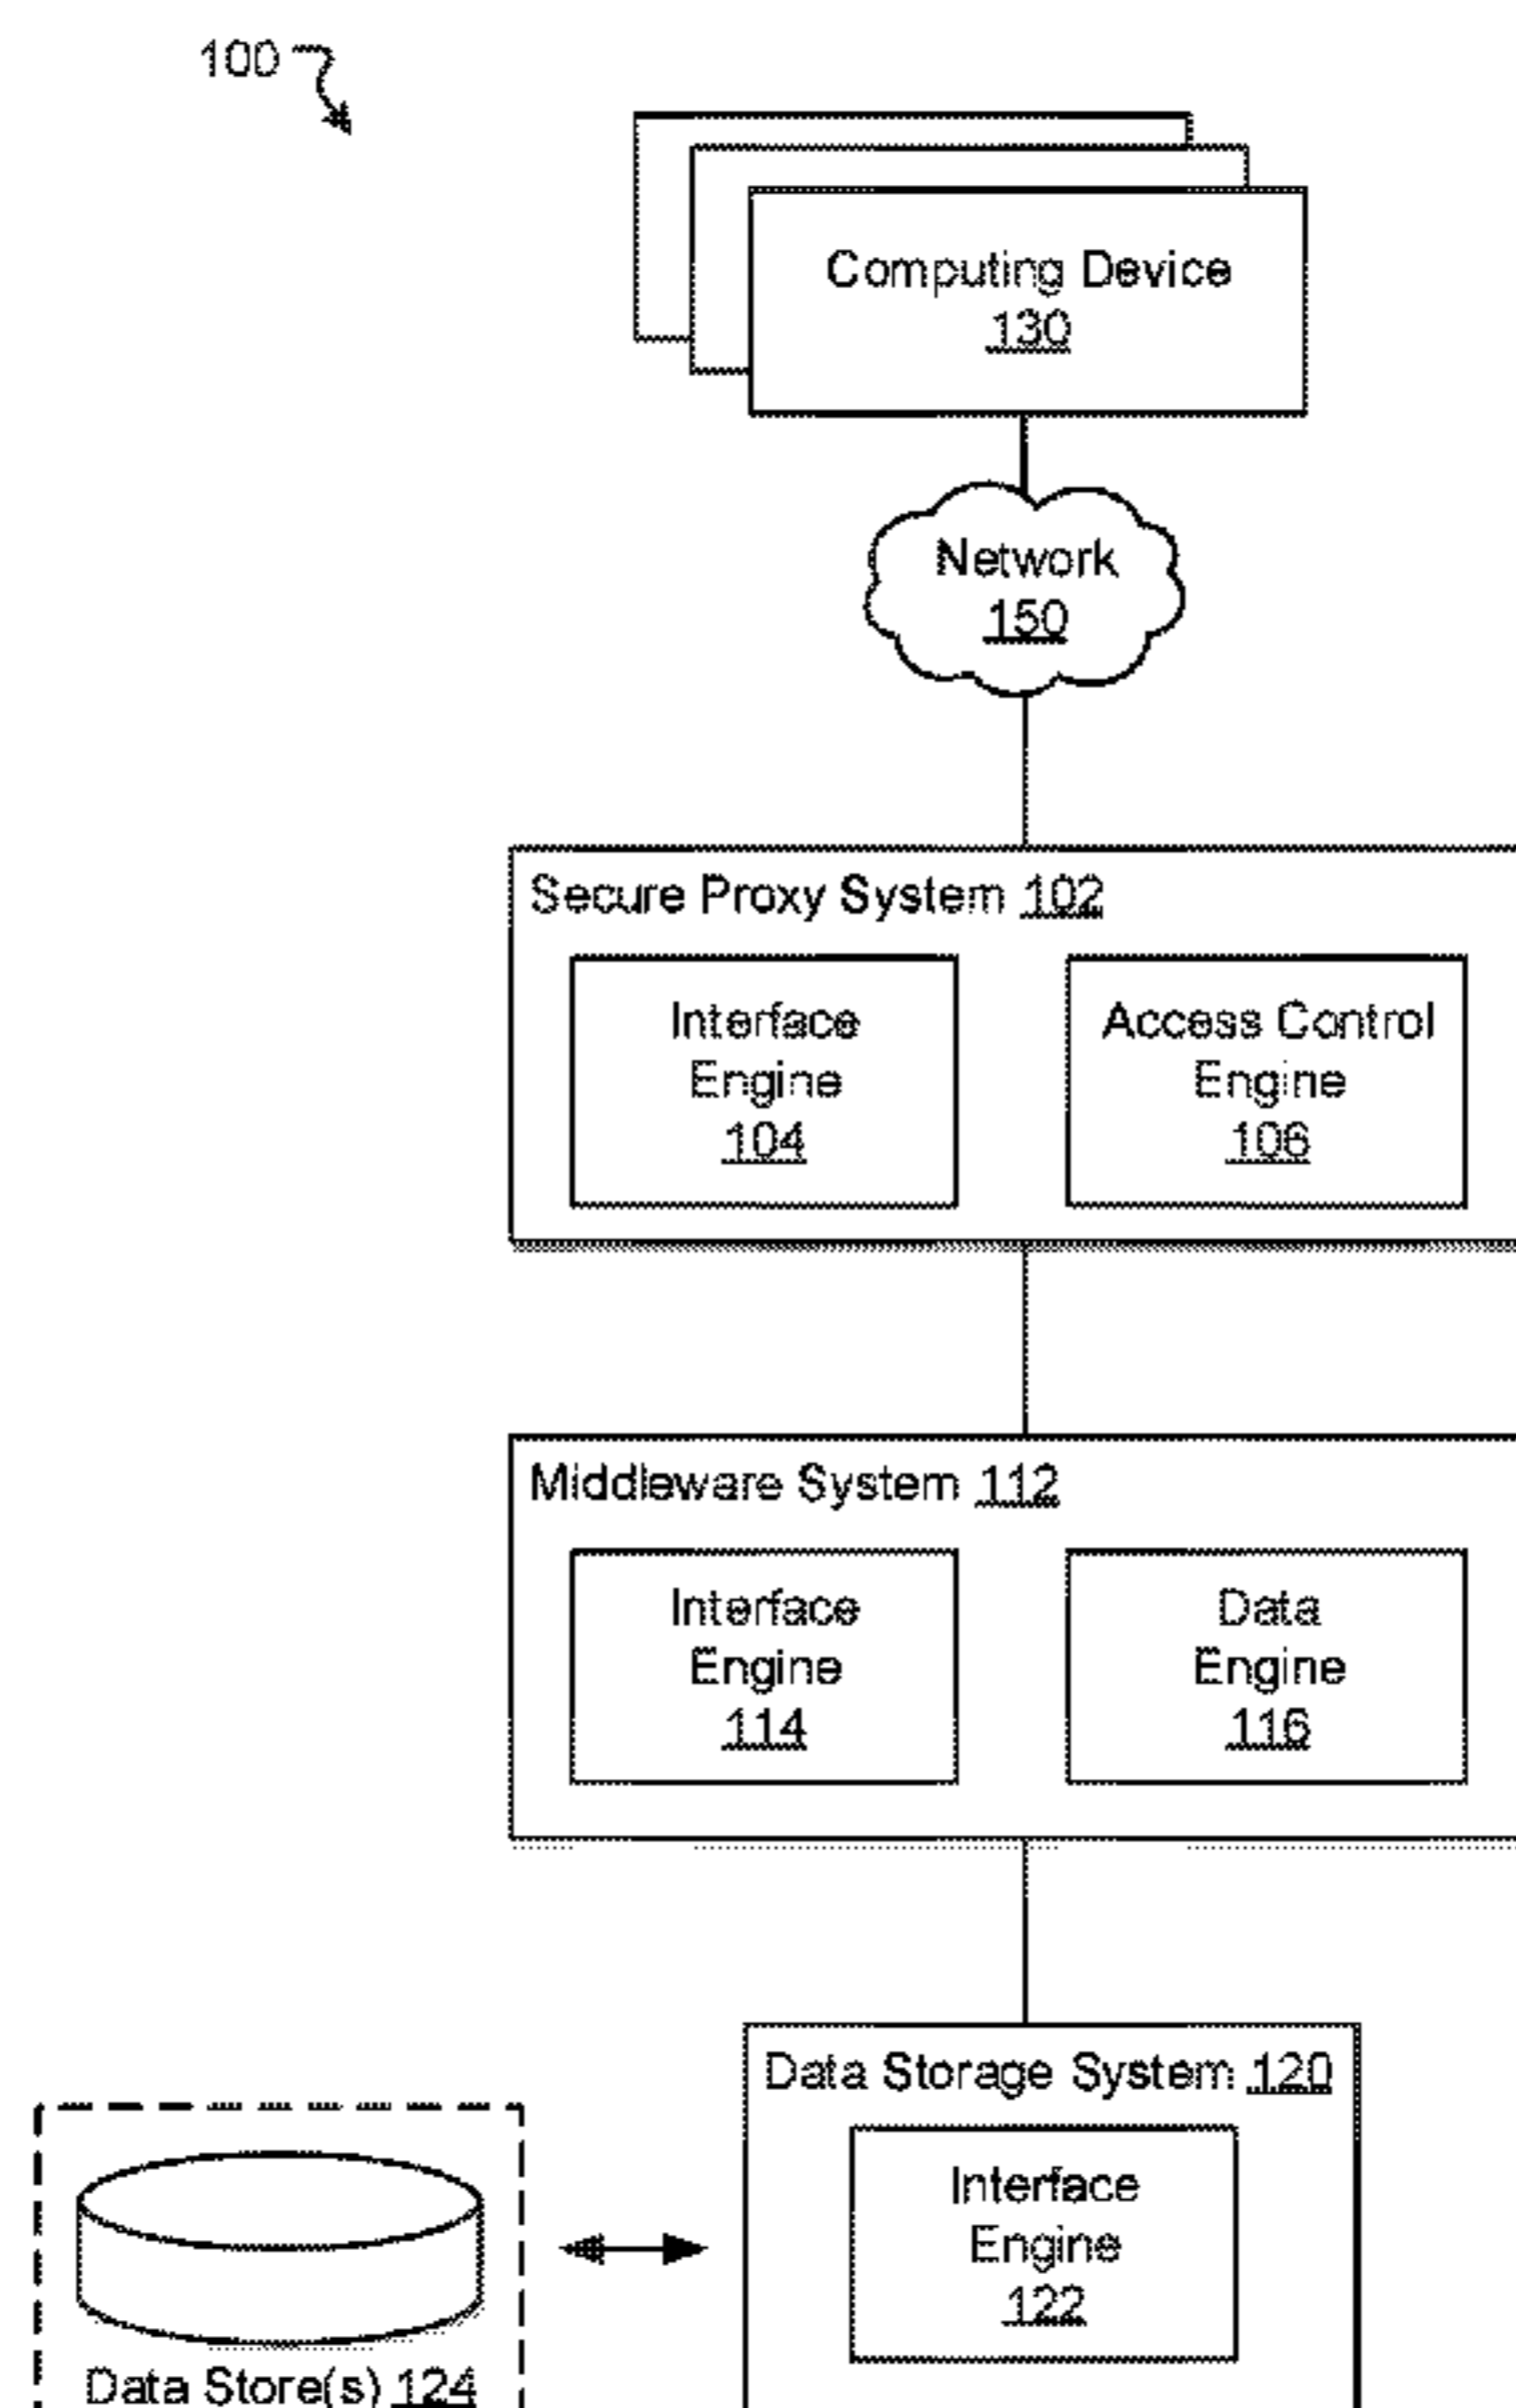 100
Computing Device
130
Network
150
Secure Proxy System 102
Interface
Engine
104
Access Control
Engine
106
Middleware System 112
Interface
Engine
114
Data
Engine
116
Data Storage System 120
Interface
Engine
122
Data Store(s) 124